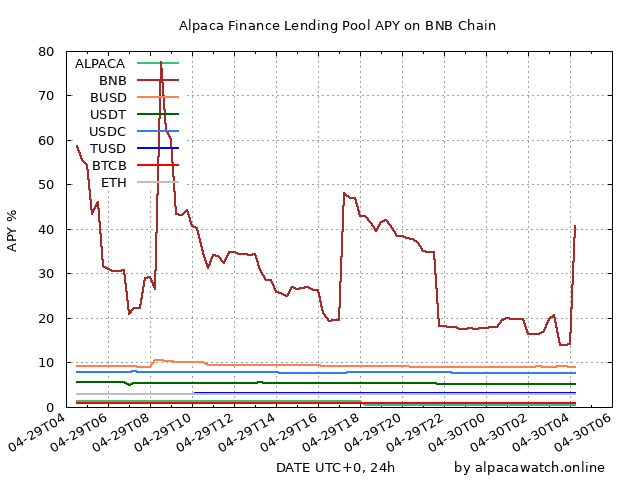 Alpaca Finance Lending Pool APY on BNB Chain
80
70
60
50
40
30
20
10
0
APY %
ALPACA
BNB
BUSD
USDT
USDC
TUSD
BTCB
ETH
04-29T04
04-29T06
04-29T08
04-29T10
04-29T12
04-29T14
04-29T16
04-29T18
04-29T20
04-29T22
04-30T00
04-30T02
04-30T04
04-30T06
DATE UTC+0, 24h
by alpacawatch.online